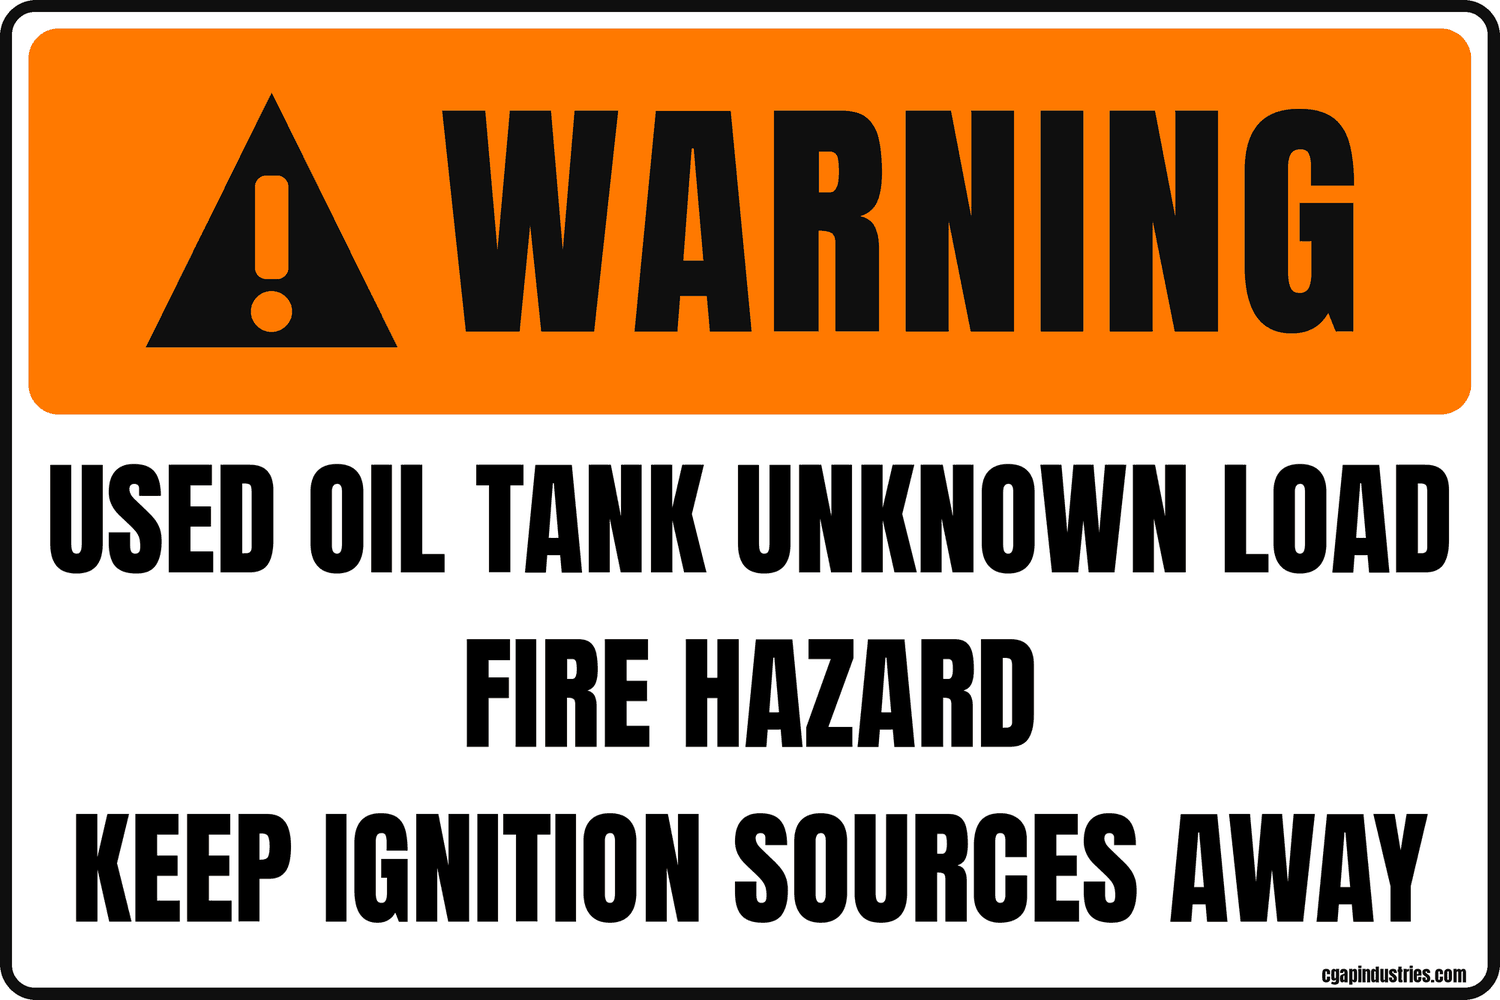 WARNING
USED OIL TANK UNKNOWN LOAD
FIRE HAZARD
KEEP IGNITION SOURCES AWAY
cgapindustries.com